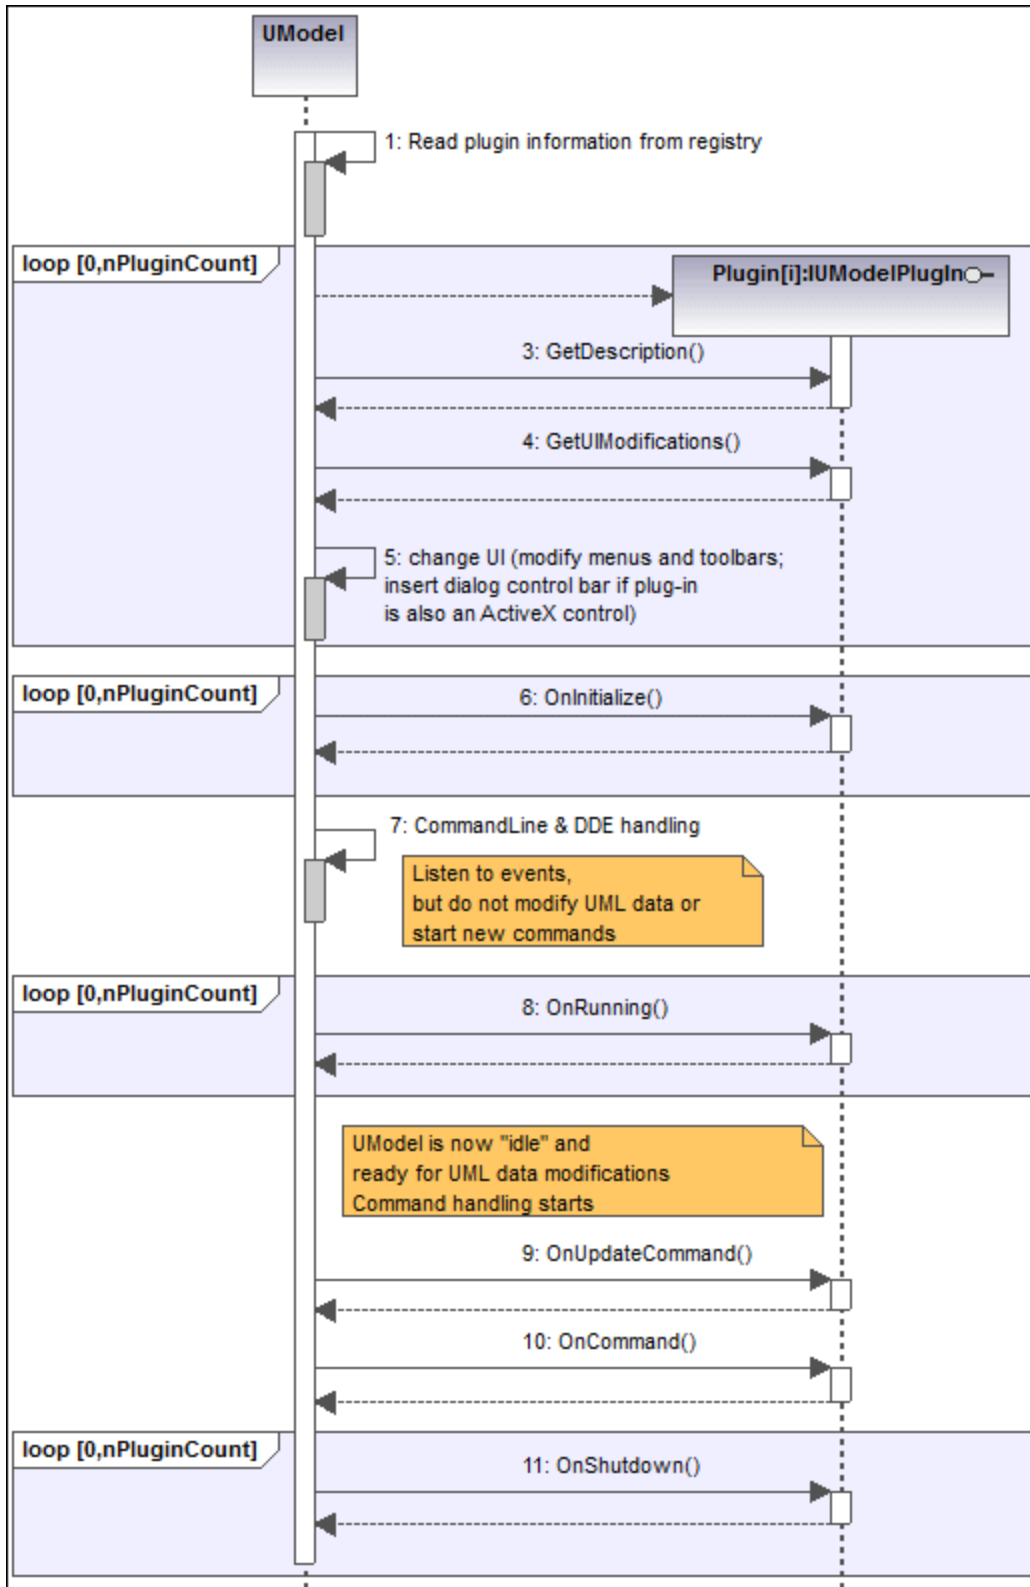 UModel
1: Read plugin information from registry
loop [0,nPluginCount]
Plugin[i]:IUModelPlugIn
3: GetDescription()
4: GetUIModifications()
5: change UI (modify menus and toolbars;
insert dialog control bar if plug-in
is also an ActiveX control)
loop [0,nPluginCount]
6: OnInitialize()
7: CommandLine & DDE handling
Listen to events,
but do not modify UML data or
start new commands
loop [0,nPluginCount]
8: OnRunning()
UModel is now "idle" and
ready for UML data modifications
Command handling starts
9: OnUpdateCommand()
10: OnCommand()
loop [0,nPluginCount]
11: OnShutdown()